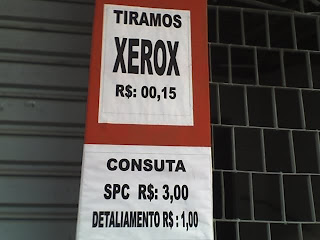 TIRAMOS
XEROX
R$: 00,15
CONSUTA
SPC R$: 3,00
DETALIAMENTO R$ : 1,00